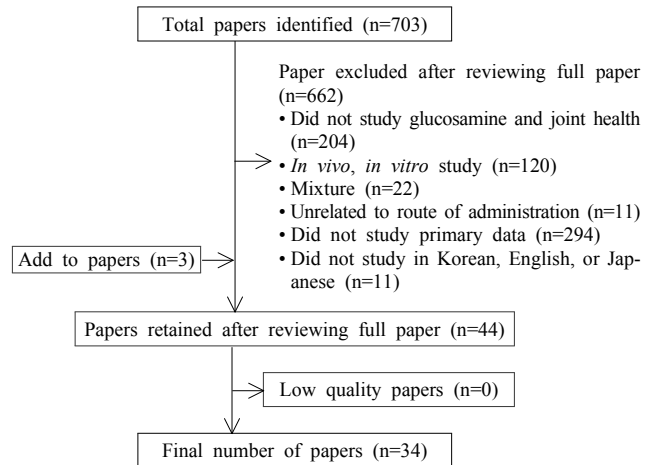 Total papers identified (n=703)
Paper excluded after reviewing full paper
(n=662)
• Did not study glucosamine and joint health
(n=204)
• In vivo, in vitro study (n=120)
• Mixture (n=22)
• Unrelated to route of administration (n=11)
• Did not study primary data (n=294)
• Did not study in Korean, English, or Jap-
anese (n=11)
Add to papers (n=3)
Papers retained after reviewing full paper (n=44)
Low quality papers (n=0)
Final number of papers (n=34)